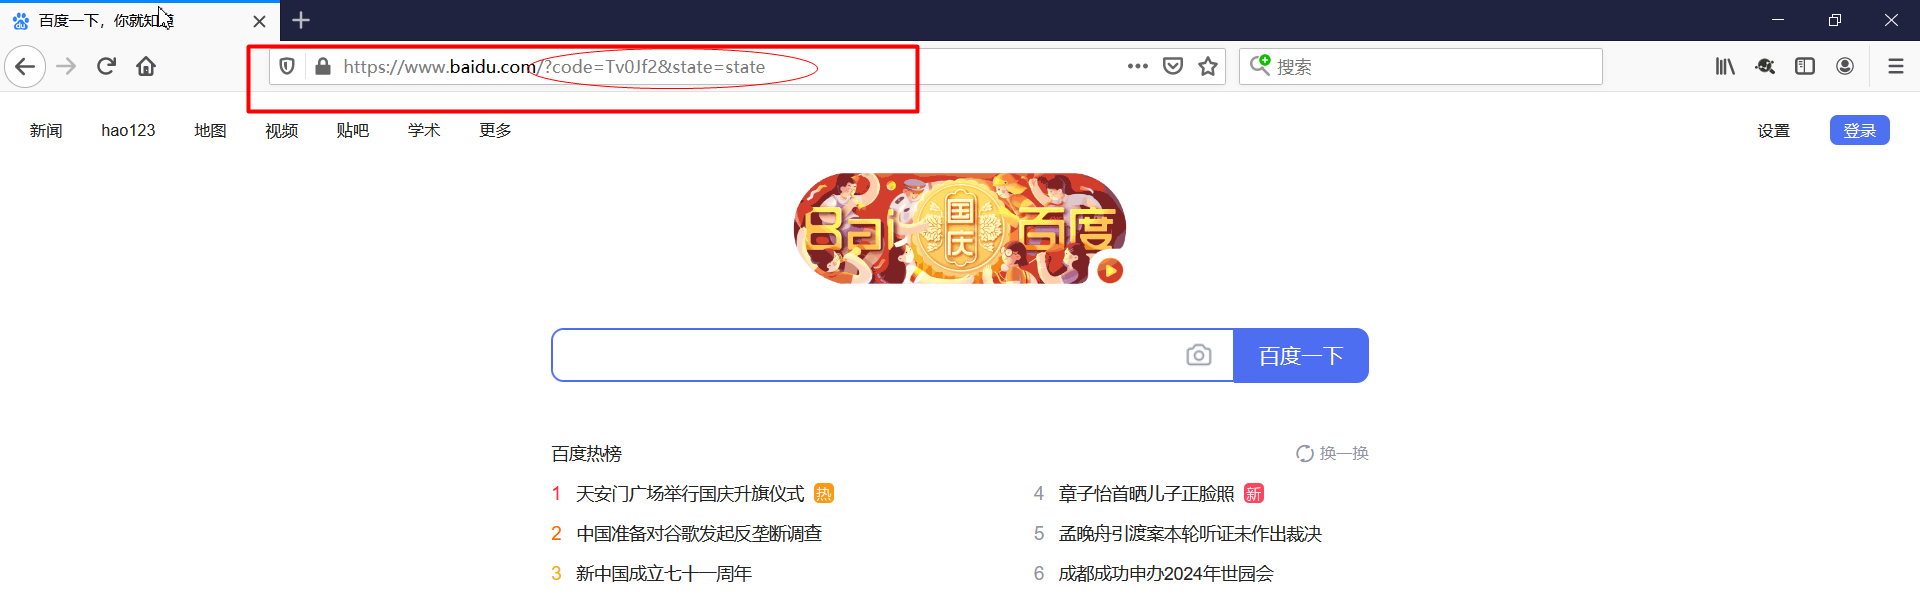 百度一下，你就知道
https://www.baidu.com/?code=Tv0Jf2&state=state
搜索
新闻 hao123 地图 视频 贴吧 学术 更多 设置 登录
Bai 国庆 百度
百度一下
百度热榜 换一换
1 天安门广场举行国庆升旗仪式 热
2 中国准备对谷歌发起反垄断调查
3 新中国成立七十一周年
4 章子怡首晒儿子正脸照 新
5 孟晚舟引渡案本轮听证未作出裁决
6 成都成功申办2024年世园会